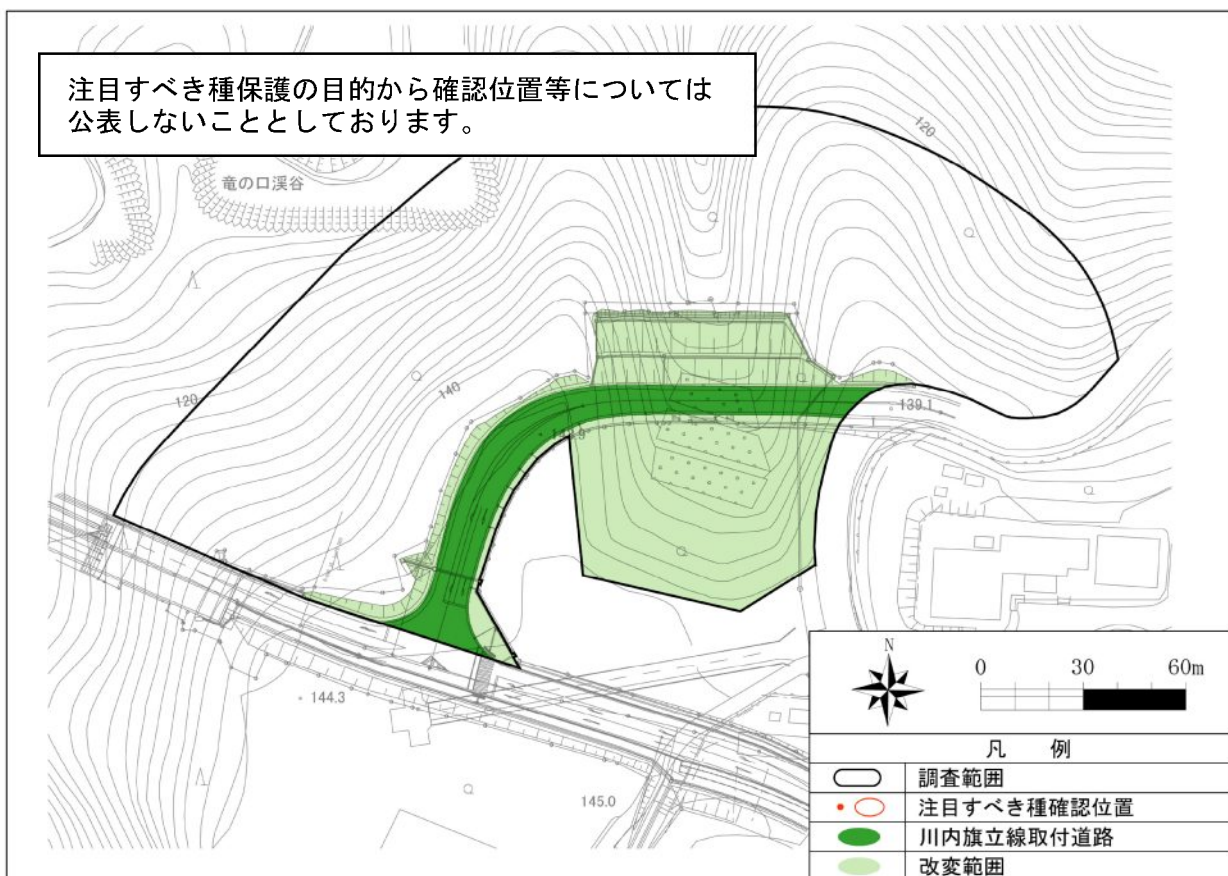 注目すべき種保護の目的から確認位置等については
公表しないこととしております。
竜の口渓谷
120
120
140
139.1
144.3
145.0
N
0 30 60m
凡 例
調査範囲
注目すべき種確認位置
川内旗立線取付道路
改変範囲